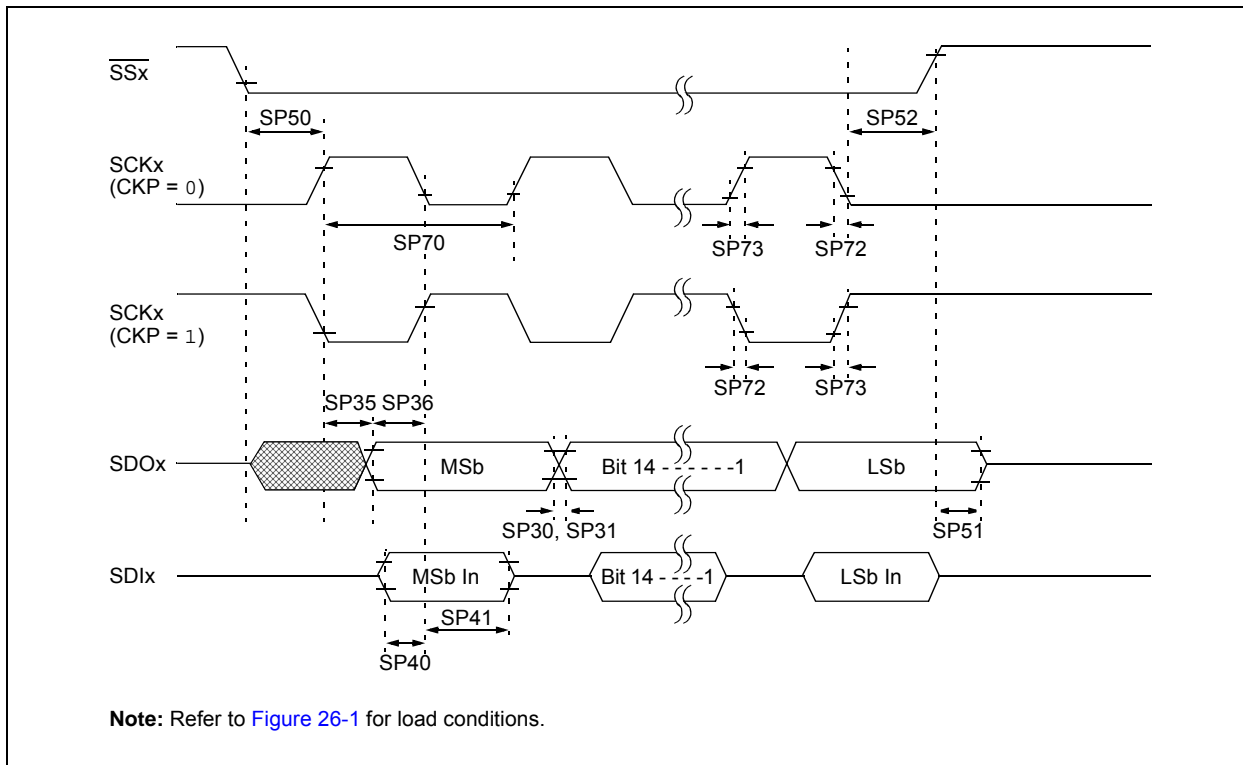 SSx
SP50
SP52
SCKx
(CKP = 0)
SP70
SP73
SP72
SCKx
(CKP = 1)
SP72
SP73
SP35
SP36
SDOx
MSb
Bit 14 - - - - - -1
LSb
SP30, SP31
SP51
SDIx
MSb In
Bit 14 - - - -1
LSb In
SP41
SP40
Note: Refer to Figure 26-1 for load conditions.